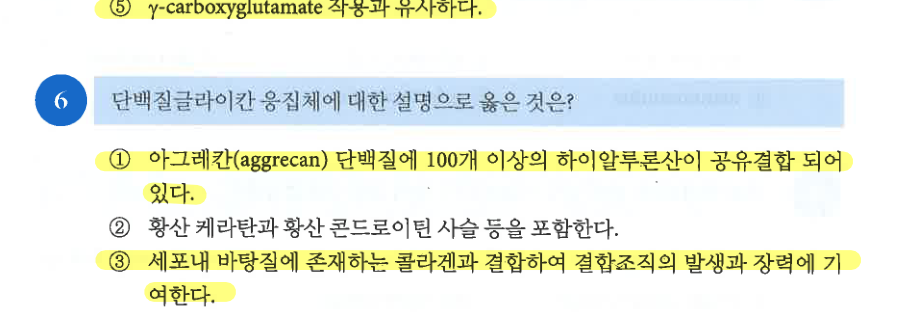 ⑤ γ-carboxyglutamate 작용과 유사하다.
6 단백질글라이칸 응집체에 대한 설명으로 옳은 것은?
① 아그레칸(aggrecan) 단백질에 100개 이상의 하이알루론산이 공유결합 되어
있다.
② 황산 케라탄과 황산 콘드로이틴 사슬 등을 포함한다.
③ 세포내 바탕질에 존재하는 콜라겐과 결합하여 결합조직의 발생과 장력에 기
여한다.